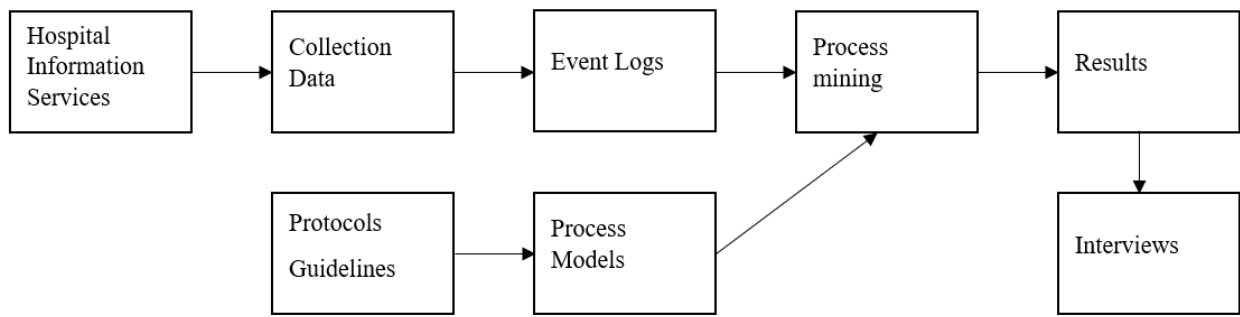 Hospital
Information
Services
Collection
Data
Event Logs
Process
mining
Results
Protocols
Guidelines
Process
Models
Interviews